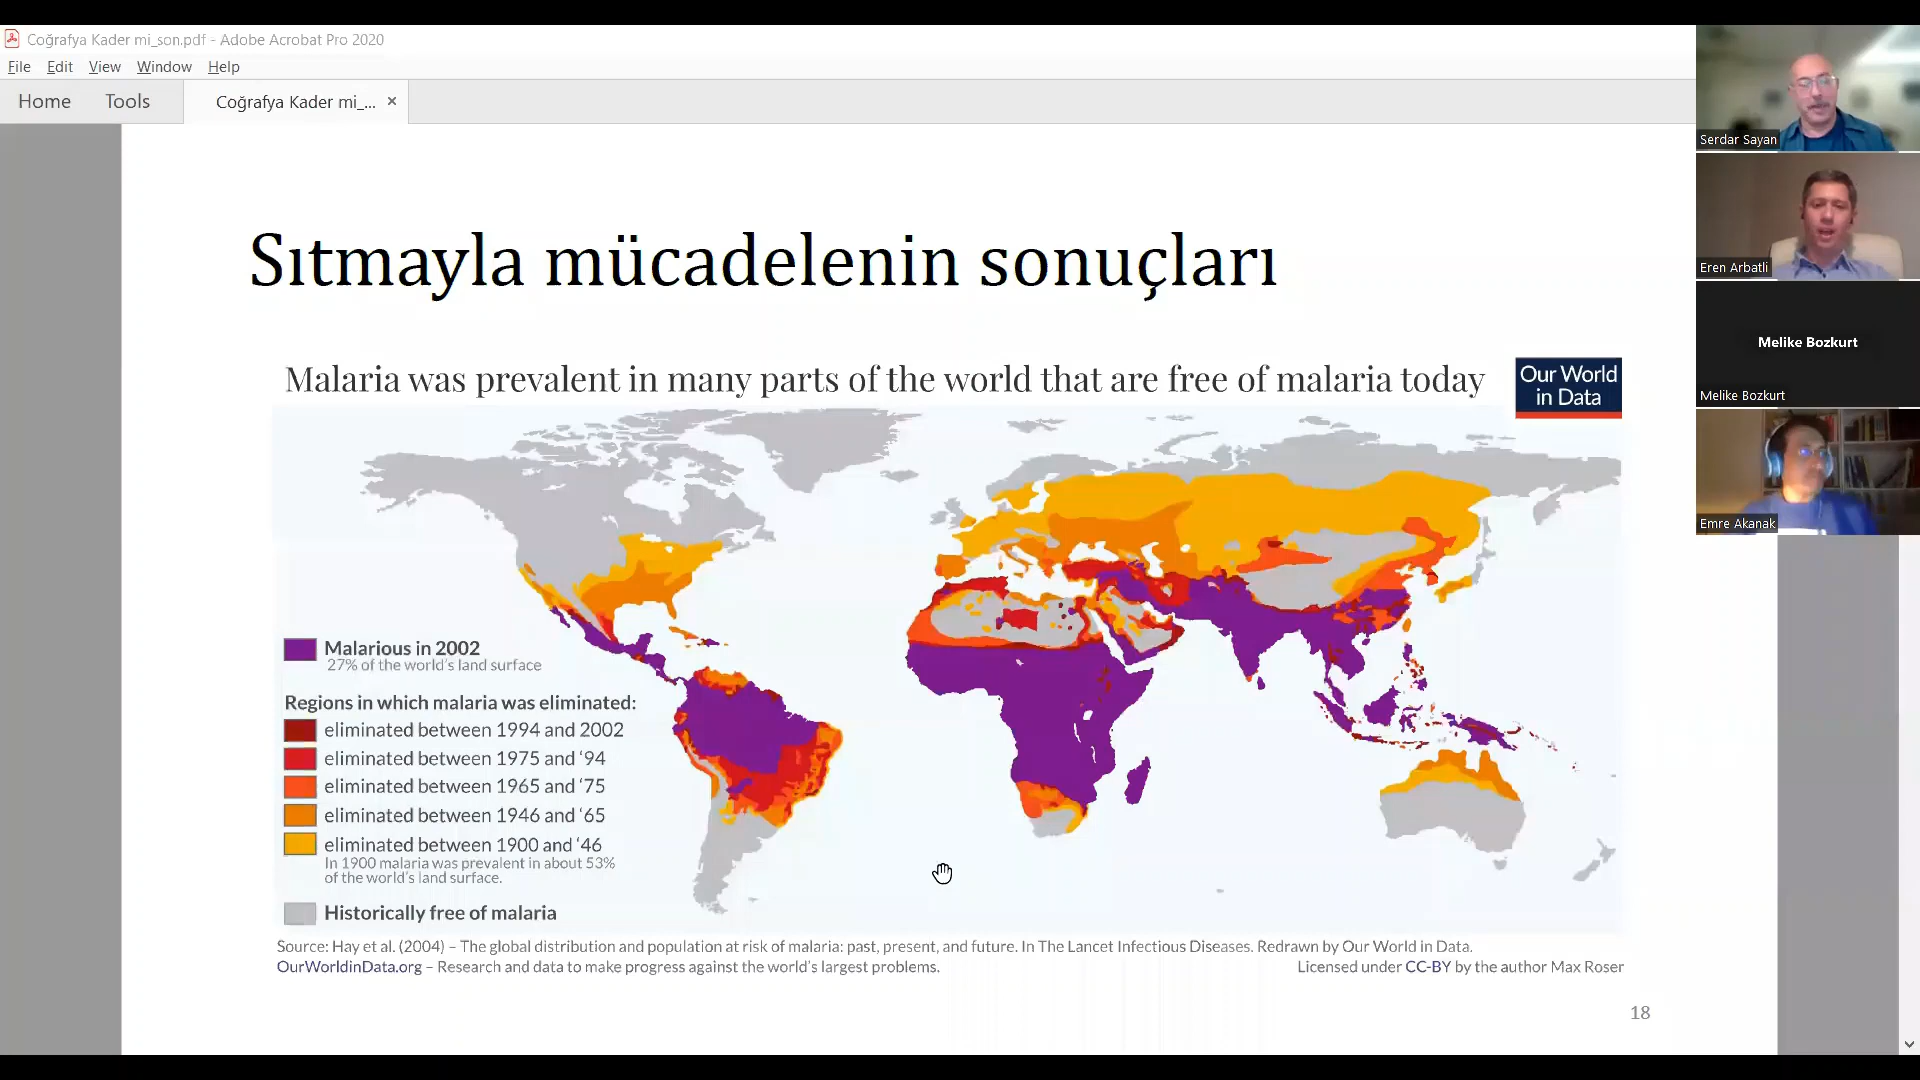 Coğrafya Kader mi_son.pdf - Adobe Acrobat Pro 2020
File Edit View Window Help
Home Tools Coğrafya Kader mi_... ×
Sıtmayla mücadelenin sonuçları
Malaria was prevalent in many parts of the world that are free of malaria today
Our World
in Data
Malarious in 2002
27% of the world's land surface
Regions in which malaria was eliminated:
eliminated between 1994 and 2002
eliminated between 1975 and ‘94
eliminated between 1965 and ‘75
eliminated between 1946 and ‘65
eliminated between 1900 and ‘46
In 1900 malaria was prevalent in about 53%
of the world's land surface.
Historically free of malaria
Source: Hay et al. (2004) – The global distribution and population at risk of malaria: past, present, and future. In The Lancet Infectious Diseases. Redrawn by Our World in Data.
OurWorldinData.org – Research and data to make progress against the world's largest problems.
Licensed under CC-BY by the author Max Roser
18
Serdar Sayan
Eren Arbatli
Melike Bozkurt
Melike Bozkurt
Emre Akanak